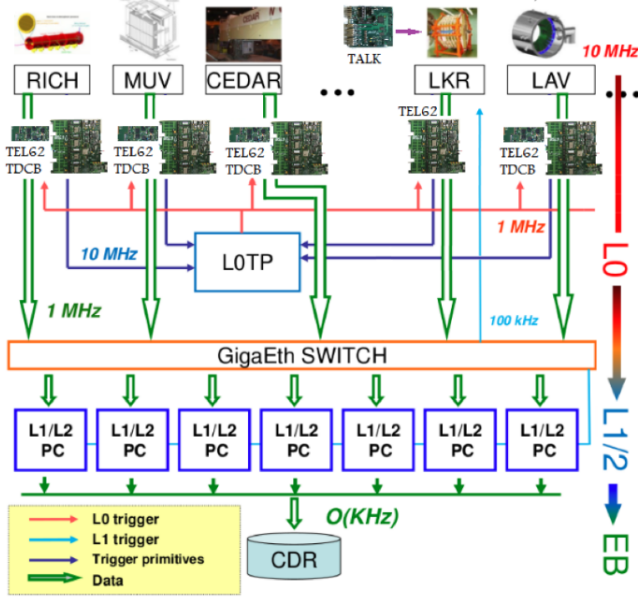 TALK
10 MHz
RICH
MUV
CEDAR
...
LKR
LAV
....
TEL62
TDCB
TEL62
TDCB
TEL62
TDCB
TEL62
TEL62
TDCB
1 MHz
10 MHz
L0TP
L0
1 MHz
100 kHz
GigaEth SWITCH
L1/L2
PC
L1/L2
PC
L1/L2
PC
L1/L2
PC
L1/L2
PC
L1/L2
PC
L1/L2
PC
L1/2
O(KHz)
L0 trigger
L1 trigger
Trigger primitives
Data
CDR
EB